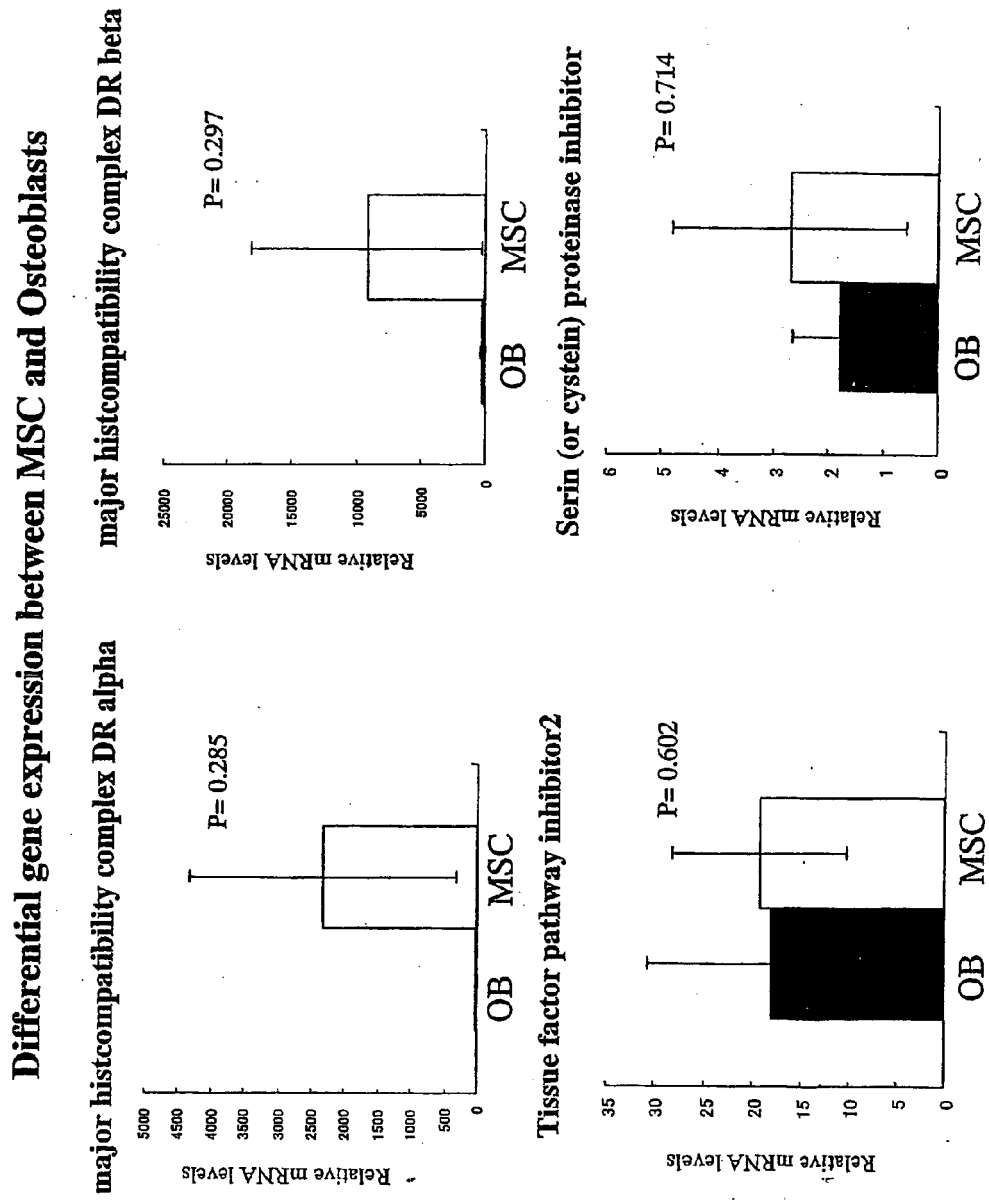 Differential gene expression between MSC and Osteoblasts
major histcompatibility complex DR alpha
P= 0.285
Relative mRNA levels
5000
4500
4000
3500
3000
2500
2000
1500
1000
500
0
OB
MSC
major histcompatibility complex DR beta
P= 0.297
Relative mRNA levels
25000
20000
15000
10000
5000
0
OB
MSC
Tissue factor pathway inhibitor2
P= 0.602
Relative mRNA levels
35
30
25
20
15
10
5
0
OB
MSC
Serin (or cystein) proteinase inhibitor
P= 0.714
Relative mRNA levels
6
5
4
3
2
1
0
OB
MSC